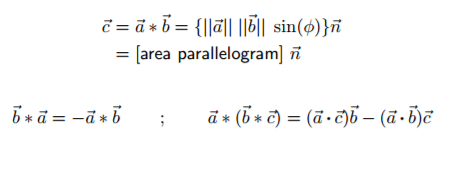 c⃗ = a⃗ * b⃗ = {||a⃗|| ||b⃗|| sin(ϕ)}n⃗
= [area parallelogram] n⃗
b⃗ * a⃗ = −a⃗ * b⃗ ; a⃗ * (b⃗ * c⃗) = (a⃗ · c⃗)b⃗ − (a⃗ · b⃗)c⃗